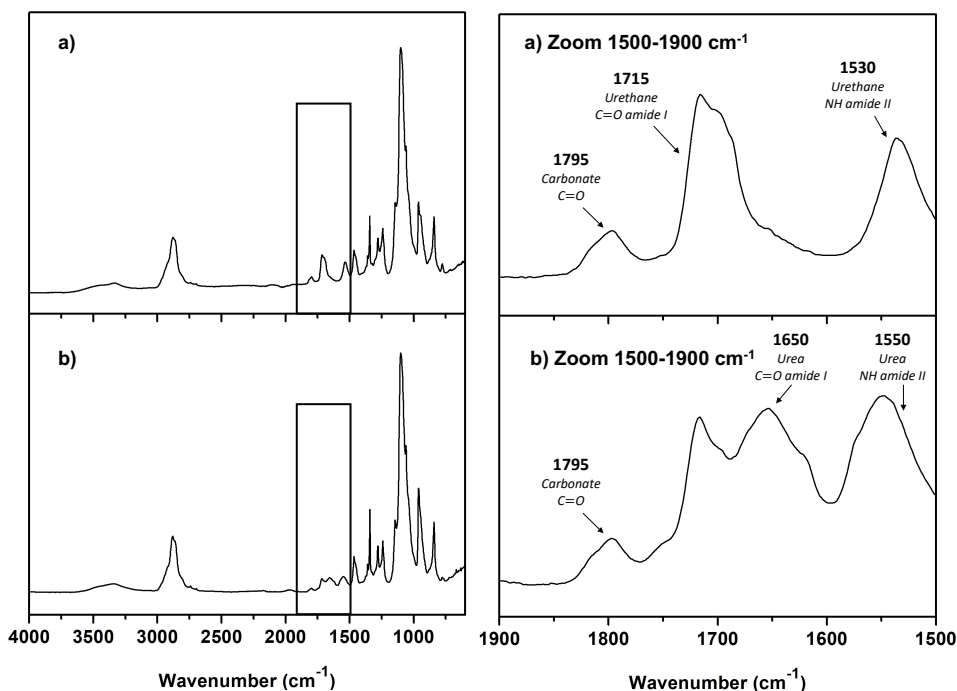 a)
b)
4000 3500 3000 2500 2000 1500 1000
Wavenumber (cm-1)
a) Zoom 1500-1900 cm-1
1715
Urethane
C=O amide I
1530
Urethane
NH amide II
1795
Carbonate
C=O
b) Zoom 1500-1900 cm-1
1650
Urea
C=O amide I
1550
Urea
NH amide II
1795
Carbonate
C=O
1900 1800 1700 1600 1500
Wavenumber (cm-1)